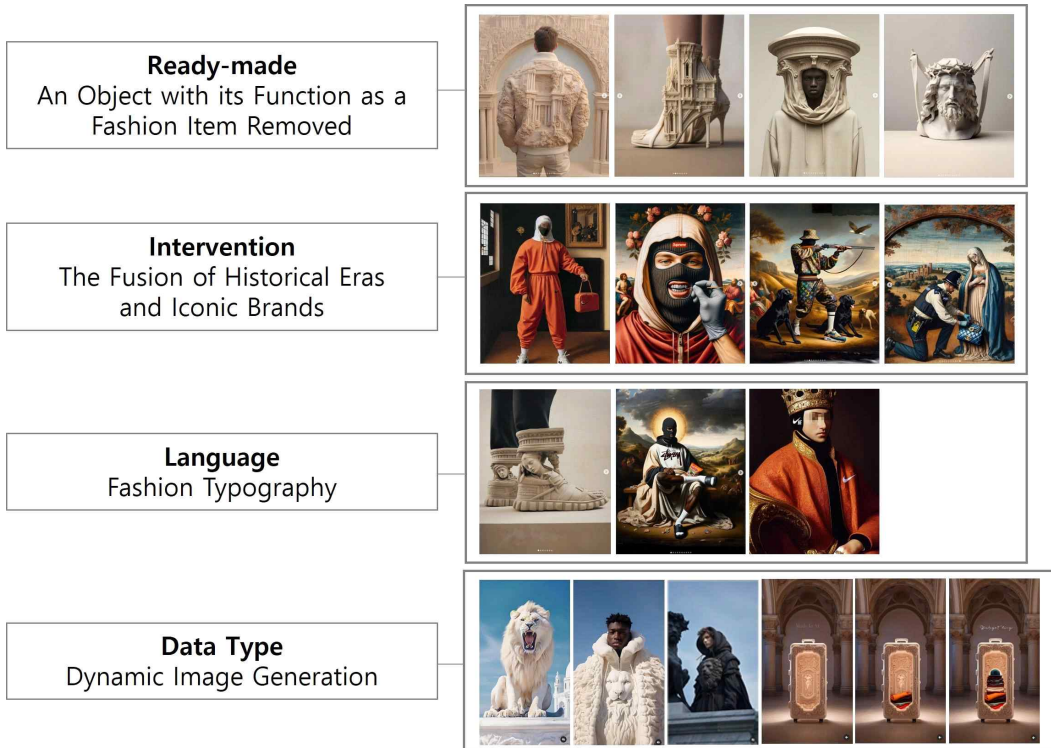 Ready-made
An Object with its Function as a
Fashion Item Removed
Intervention
The Fusion of Historical Eras
and Iconic Brands
Supreme
Language
Fashion Typography
Data Type
Dynamic Image Generation